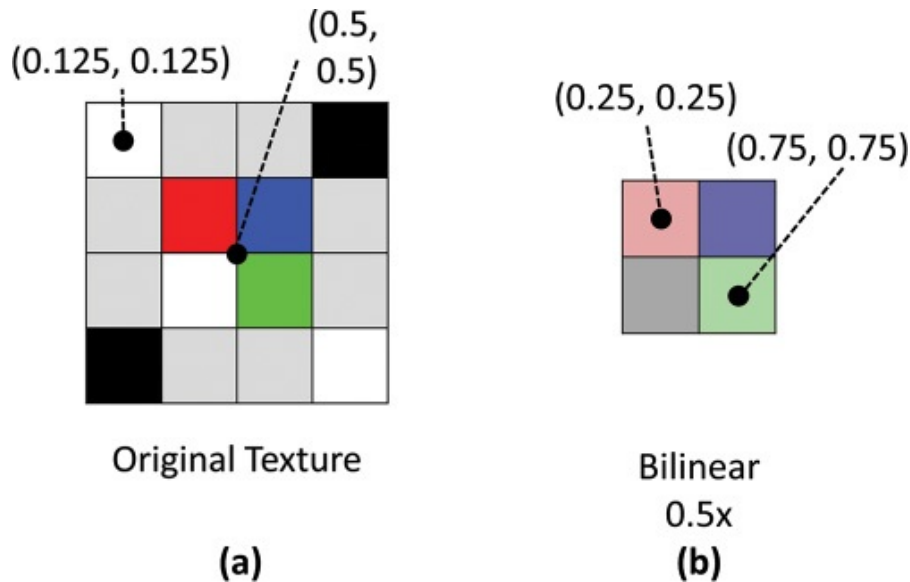 (0.125, 0.125)
(0.5,
0.5)
(0.25, 0.25)
(0.75, 0.75)
Original Texture
Bilinear
0.5x
(a)
(b)